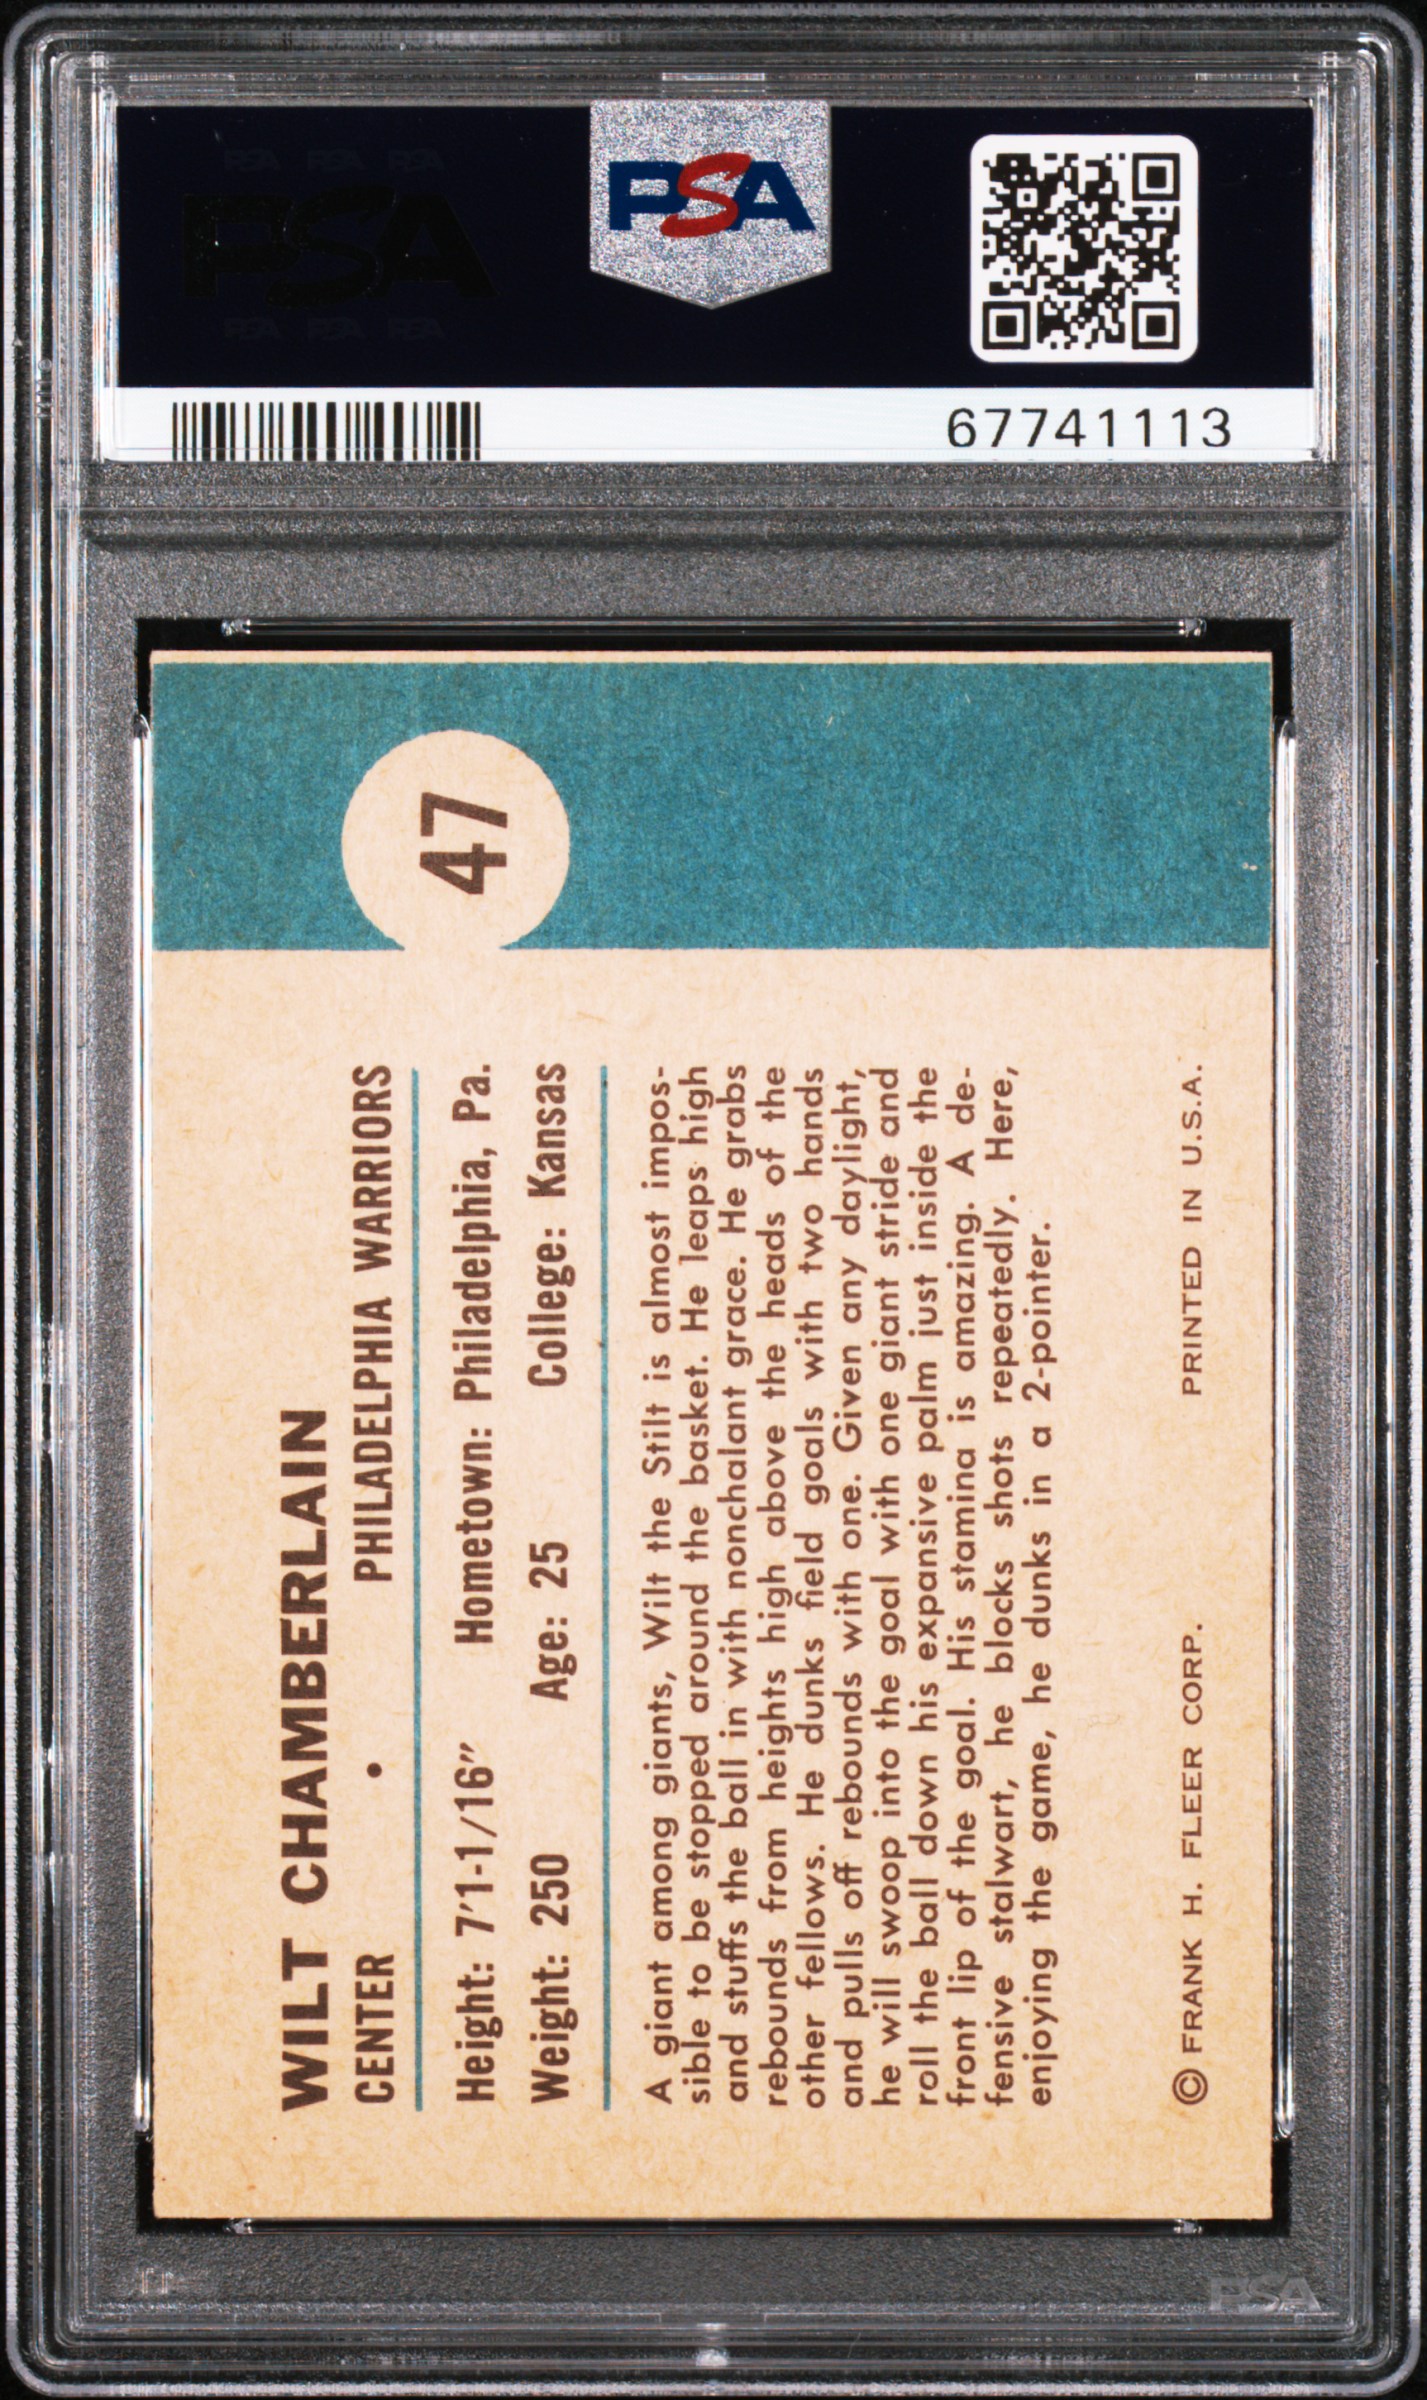 PSA PSA PSA
PSA
PSA PSA PSA
PSA
67741113
47
WILT CHAMBERLAIN
CENTER • PHILADELPHIA WARRIORS
Height: 7'1-1/16" Hometown: Philadelphia, Pa.
Weight: 250 Age: 25 College: Kansas
A giant among giants, Wilt the Stilt is almost impos-
sible to be stopped around the basket. He leaps high
and stuffs the ball in with nonchalant grace. He grabs
rebounds from heights high above the heads of the
other fellows. He dunks field goals with two hands
and pulls off rebounds with one. Given any daylight,
he will swoop into the goal with one giant stride and
roll the ball down his expansive palm just inside the
front lip of the goal. His stamina is amazing. A de-
fensive stalwart, he blocks shots repeatedly. Here,
enjoying the game, he dunks in a 2-pointer.
© FRANK H. FLEER CORP. PRINTED IN U.S.A.
PSA